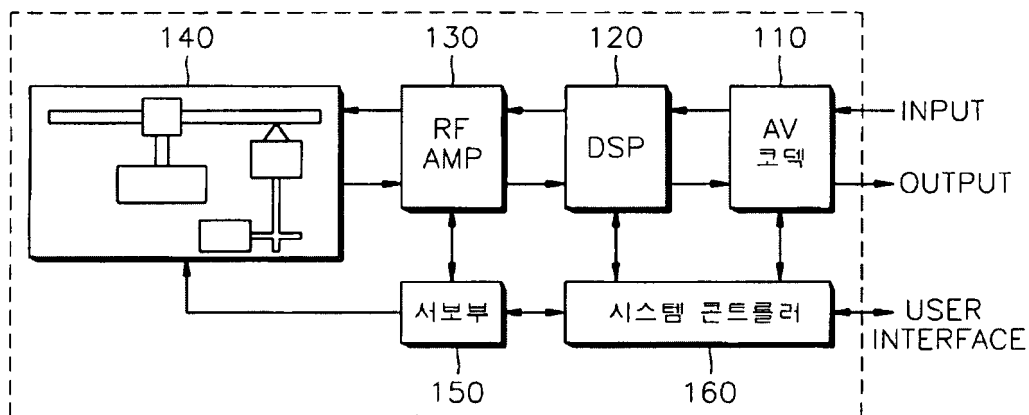 140
130
120
110
RF
AMP
DSP
AV
코덱
INPUT
OUTPUT
서보부
시스템 콘트롤러
USER
INTERFACE
150
160